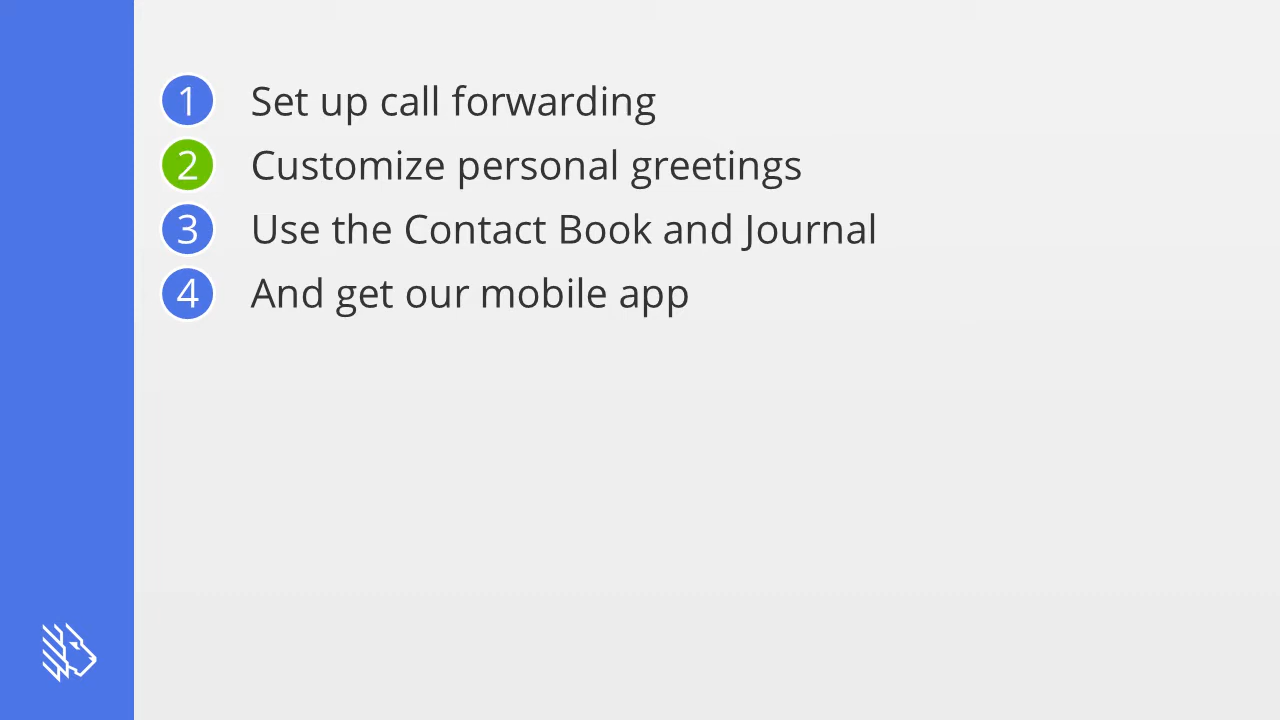 1 Set up call forwarding
2 Customize personal greetings
3 Use the Contact Book and Journal
4 And get our mobile app